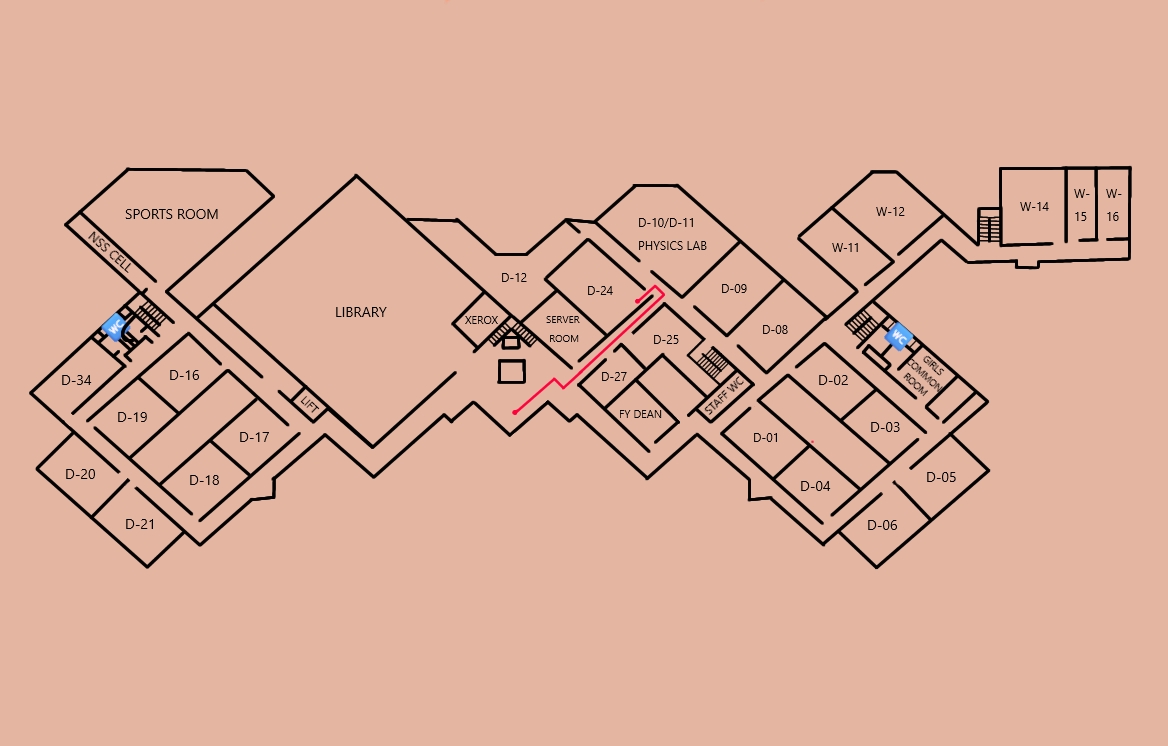 SPORTS ROOM
NSS CELL
WC
D-34
D-16
D-19
D-17
D-18
D-20
D-21
LIFT
LIBRARY
XEROX
D-12
SERVER
ROOM
D-24
D-10/D-11
PHYSICS LAB
D-09
D-08
D-25
D-27
FY DEAN
STAFF WC
D-01
D-02
D-03
D-04
D-05
D-06
WC
GIRLS
COMMON
ROOM
W-11
W-12
W-14
W-
15
W-
16